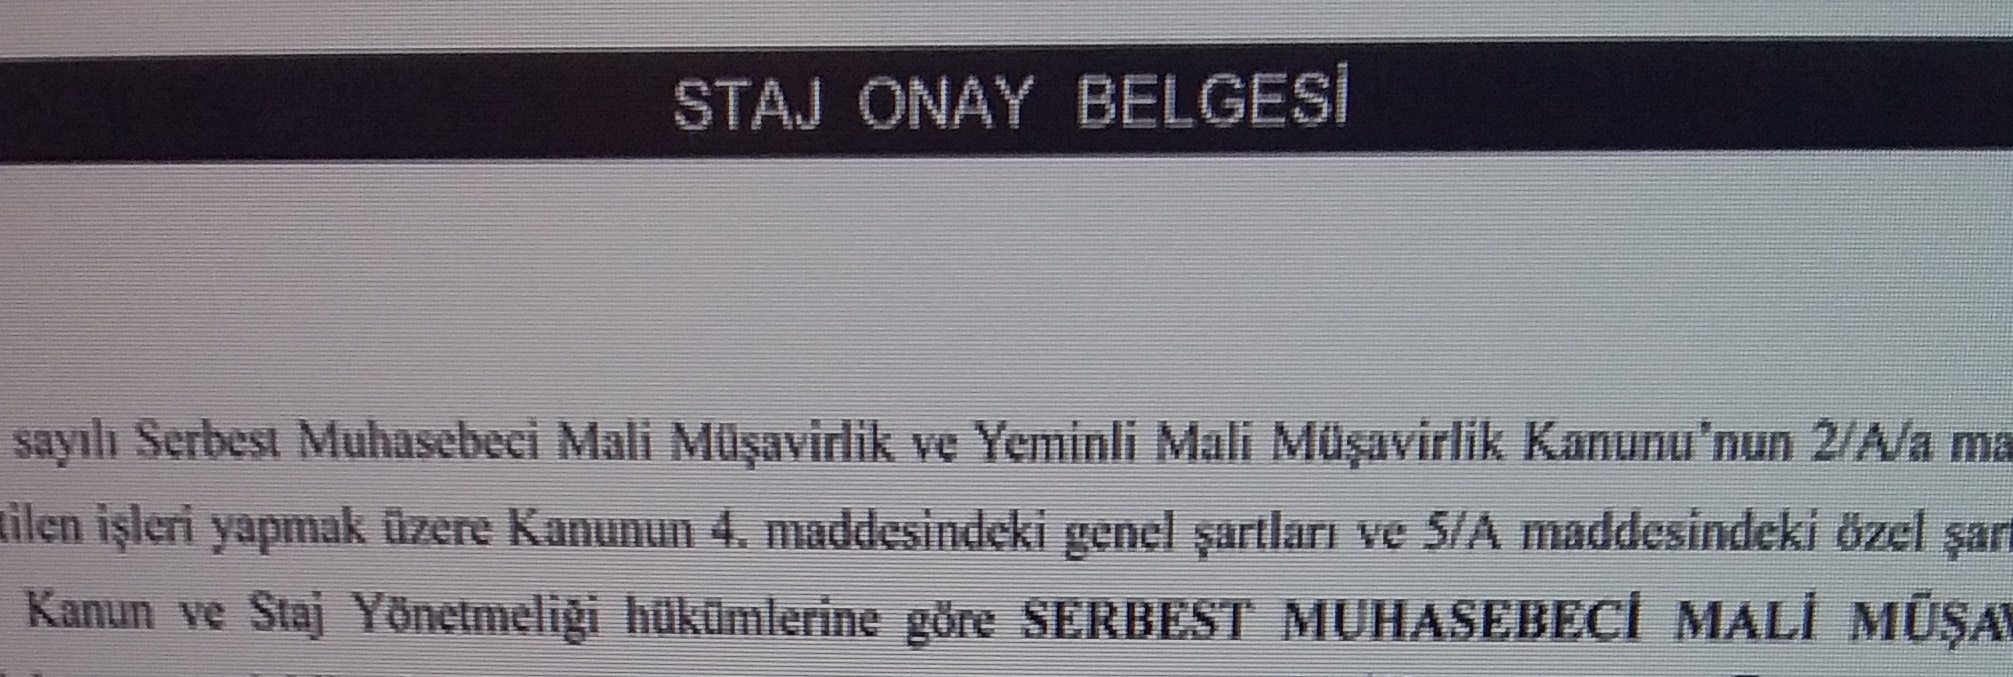 STAJ ONAY BELGESİ
sayılı Serbest Muhasebeci Mali Müşavirlik ve Yeminli Mali Müşavirlik Kanunu'nun 2/A/a ma
tilen işleri yapmak üzere Kanunun 4. maddesindeki genel şartları ve 5/A maddesindeki özel şart
Kanun ve Staj Yönetmeliği hükümlerine göre SERBEST MUHASEBECİ MALİ MÜŞAV